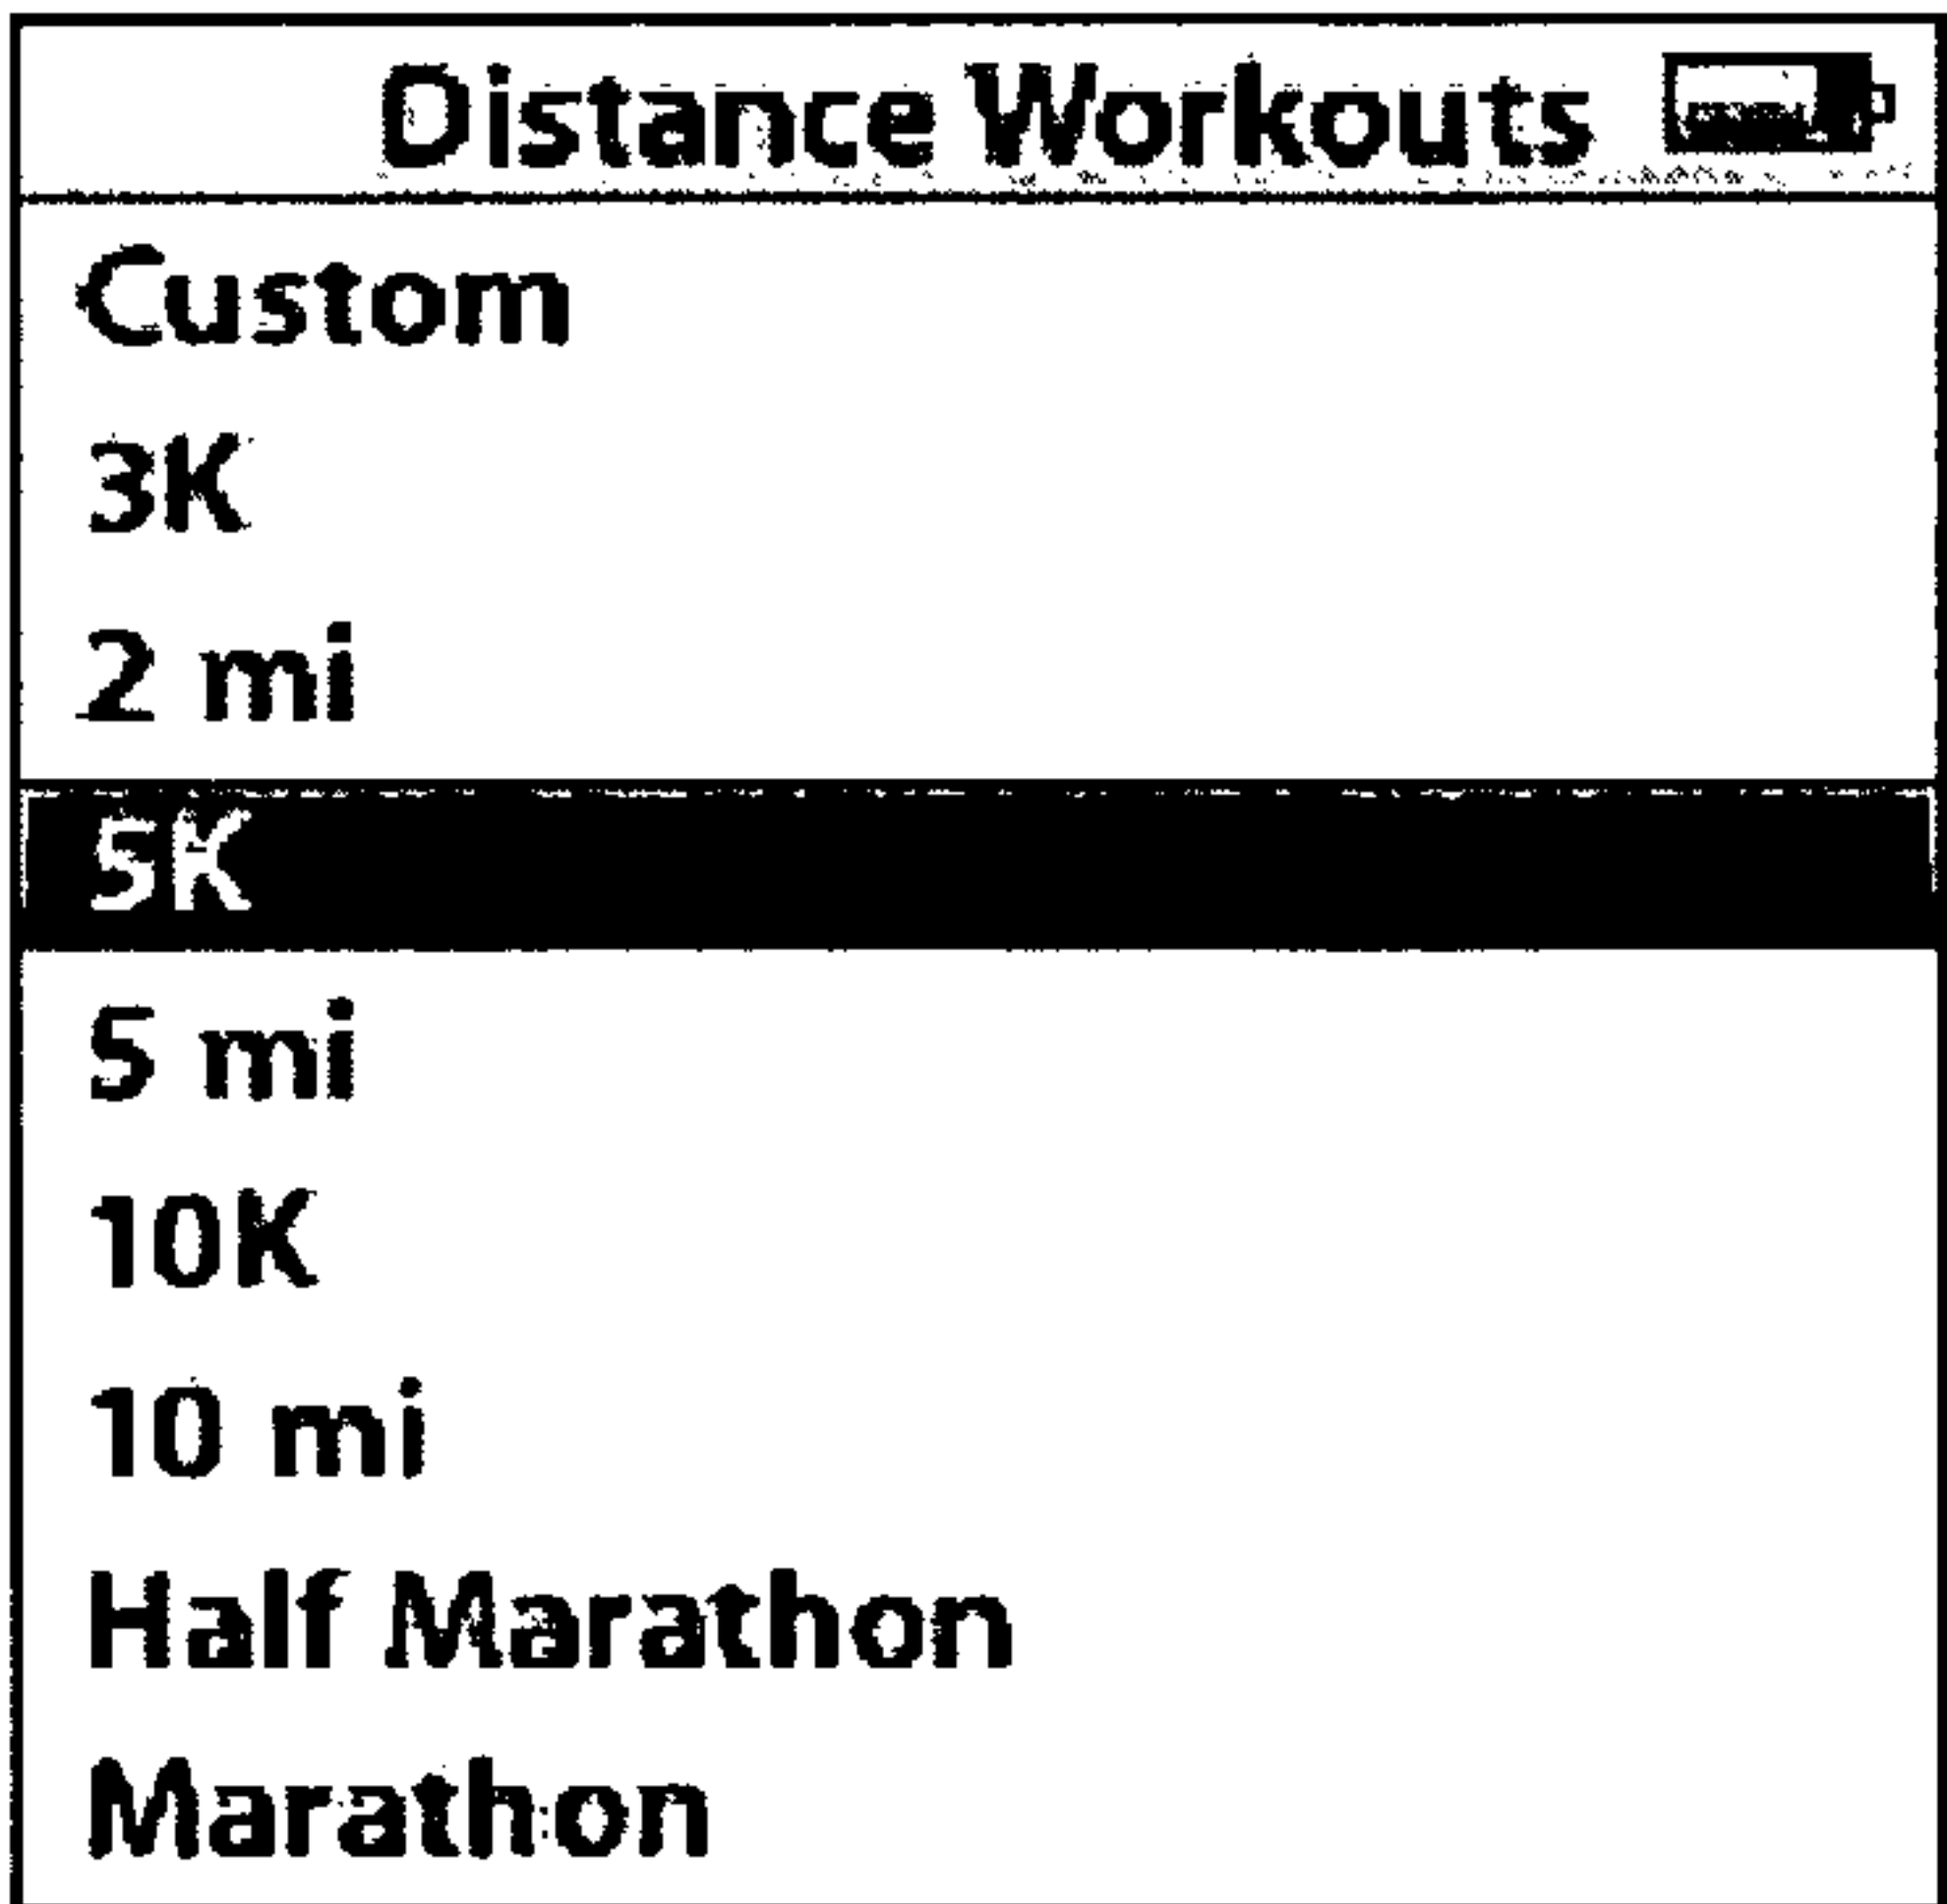 Distance Workouts
Custom
3K
2 mi
5K
5 mi
10K
10 mi
Half Marathon
Marathon